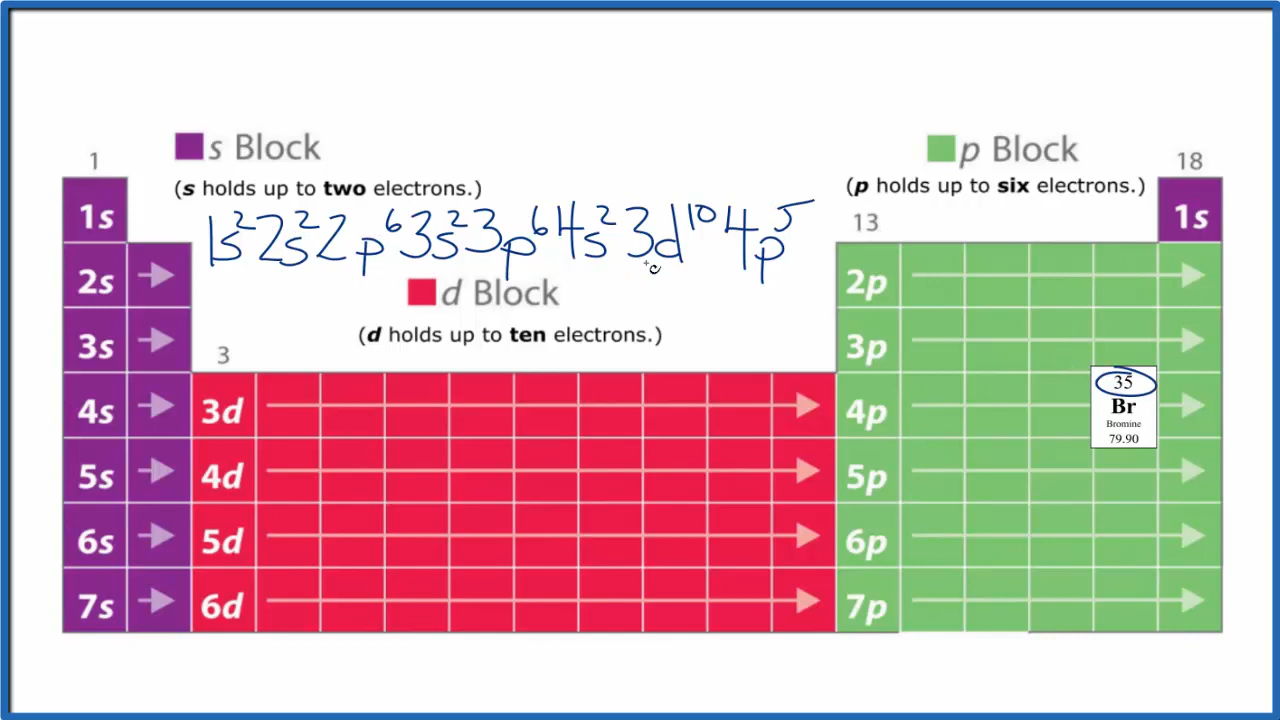 s Block
p Block
1
18
(s holds up to two electrons.)
(p holds up to six electrons.)
1s
1s
1s²2s²2p⁶3s²3p⁶4s²3d¹⁰4p⁵
13
2s
2p
d Block
(d holds up to ten electrons.)
3s
3
3p
4s
3d
4p
35
Br
Bromine
79.90
5s
4d
5p
6s
5d
6p
7s
6d
7p